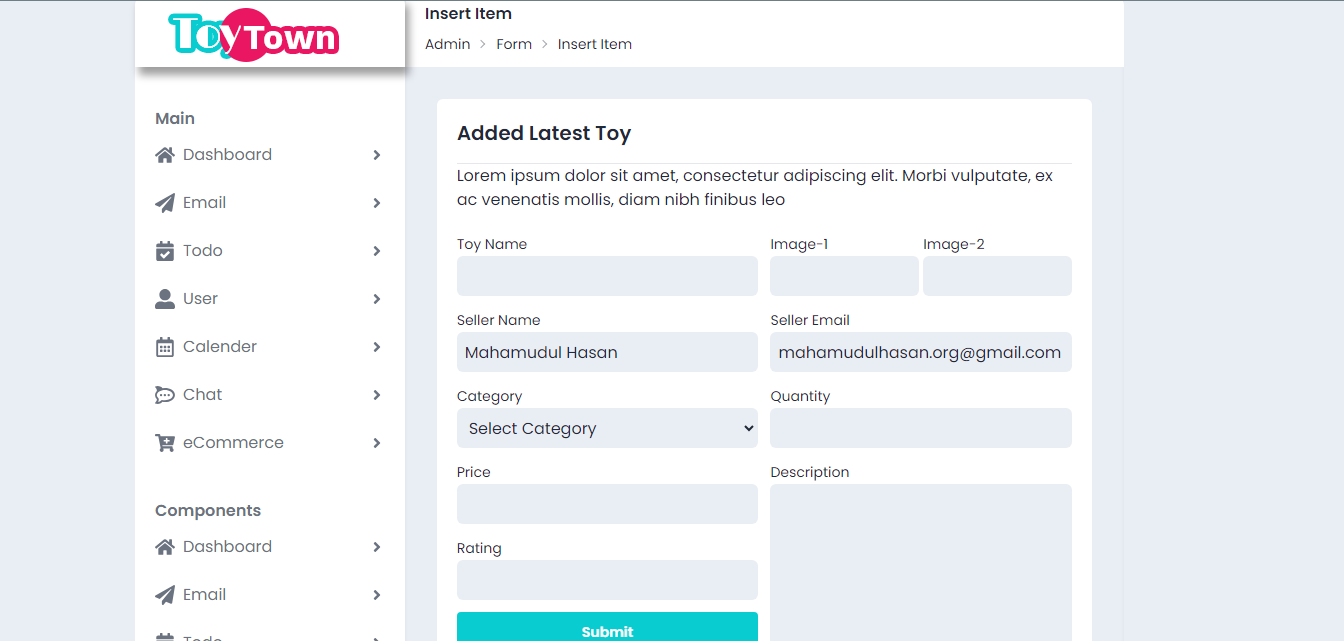 ToyTown
Insert Item
Admin > Form > Insert Item
Main
Dashboard
Email
Todo
User
Calender
Chat
eCommerce
Components
Dashboard
Email
Todo
Added Latest Toy
Lorem ipsum dolor sit amet, consectetur adipiscing elit. Morbi vulputate, ex
ac venenatis mollis, diam nibh finibus leo
Toy Name
Image-1
Image-2
Seller Name
Seller Email
Mahamudul Hasan
mahamudulhasan.org@gmail.com
Category
Quantity
Select Category
Price
Description
Rating
Submit